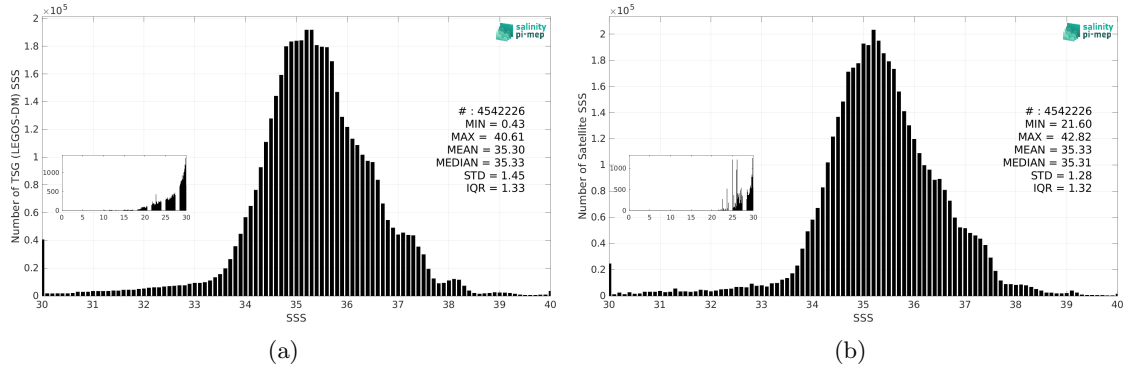 ×10^5
2
1.8
1.6
1.4
1.2
1
0.8
0.6
0.4
0.2
0
Number of TSG (LEGOS-DM) SSS
salinity
pi-mep
# : 4542226
MIN = 0.43
MAX = 40.61
MEAN = 35.30
MEDIAN = 35.33
STD = 1.45
IQR = 1.33
1000
500
0
0 5 10 15 20 25 30
30 31 32 33 34 35 36 37 38 39 40
SSS
(a)
×10^5
2
1.8
1.6
1.4
1.2
1
0.8
0.6
0.4
0.2
0
Number of Satellite SSS
salinity
pi-mep
# : 4542226
MIN = 21.60
MAX = 42.82
MEAN = 35.33
MEDIAN = 35.31
STD = 1.28
IQR = 1.32
1000
500
0
0 5 10 15 20 25 30
30 31 32 33 34 35 36 37 38 39 40
SSS
(b)